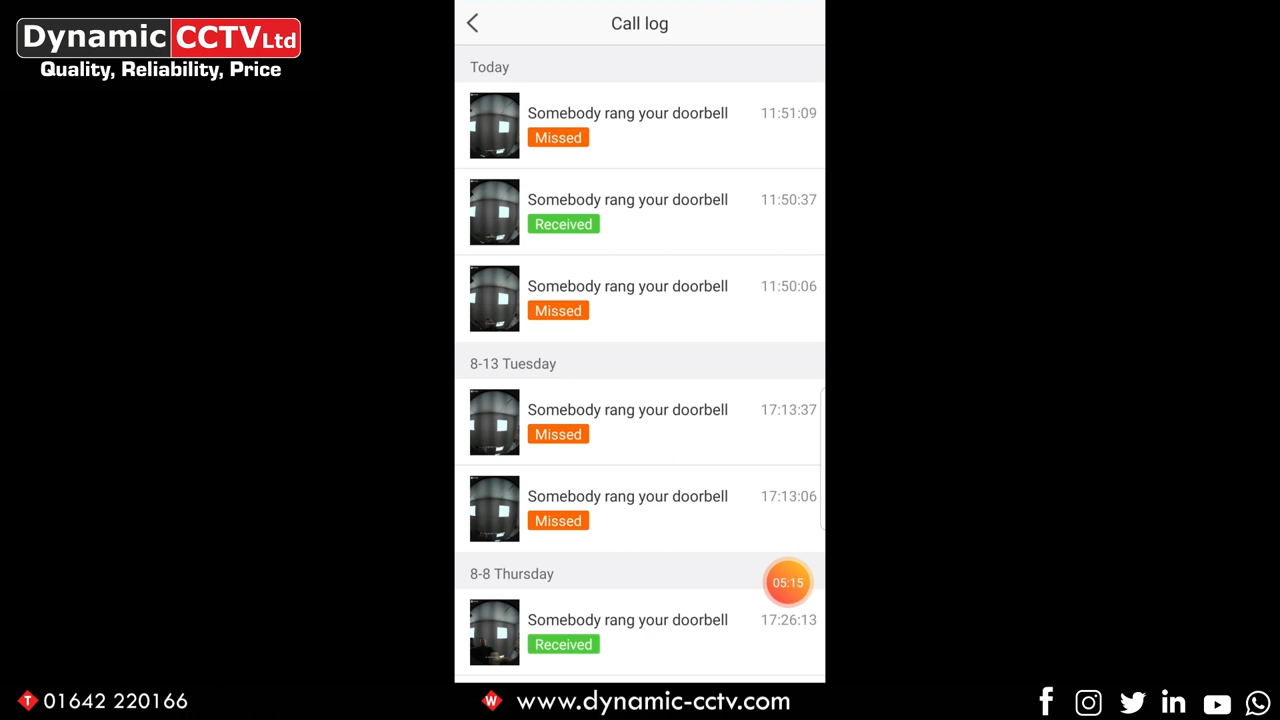 Dynamic CCTV Ltd
Quality, Reliability, Price
Call log
Today
Somebody rang your doorbell 11:51:09
Missed
Somebody rang your doorbell 11:50:37
Received
Somebody rang your doorbell 11:50:06
Missed
8-13 Tuesday
Somebody rang your doorbell 17:13:37
Missed
Somebody rang your doorbell 17:13:06
Missed
8-8 Thursday
05:15
Somebody rang your doorbell 17:26:13
Received
T 01642 220166
W www.dynamic-cctv.com